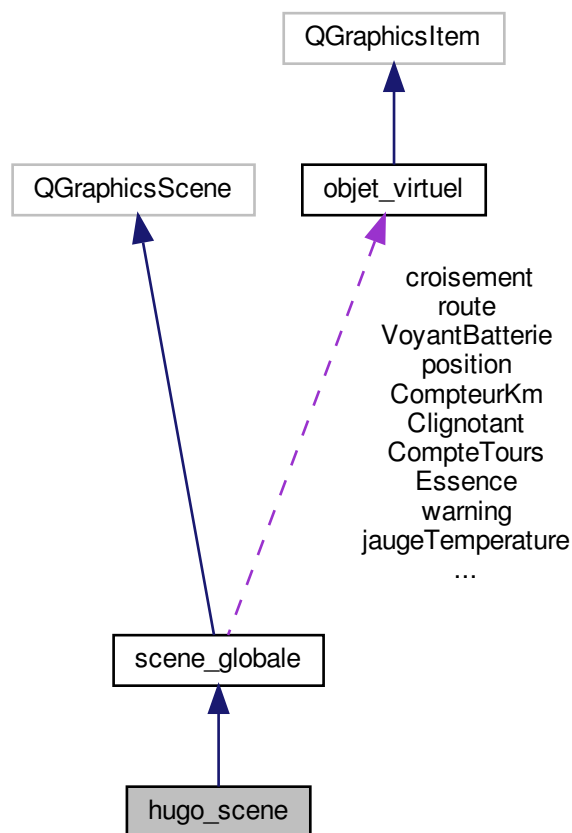 QGraphicsItem
QGraphicsScene
objet_virtuel
croisement
route
VoyantBatterie
position
CompteurKm
Clignotant
CompteTours
Essence
warning
jaugeTemperature
...
scene_globale
hugo_scene